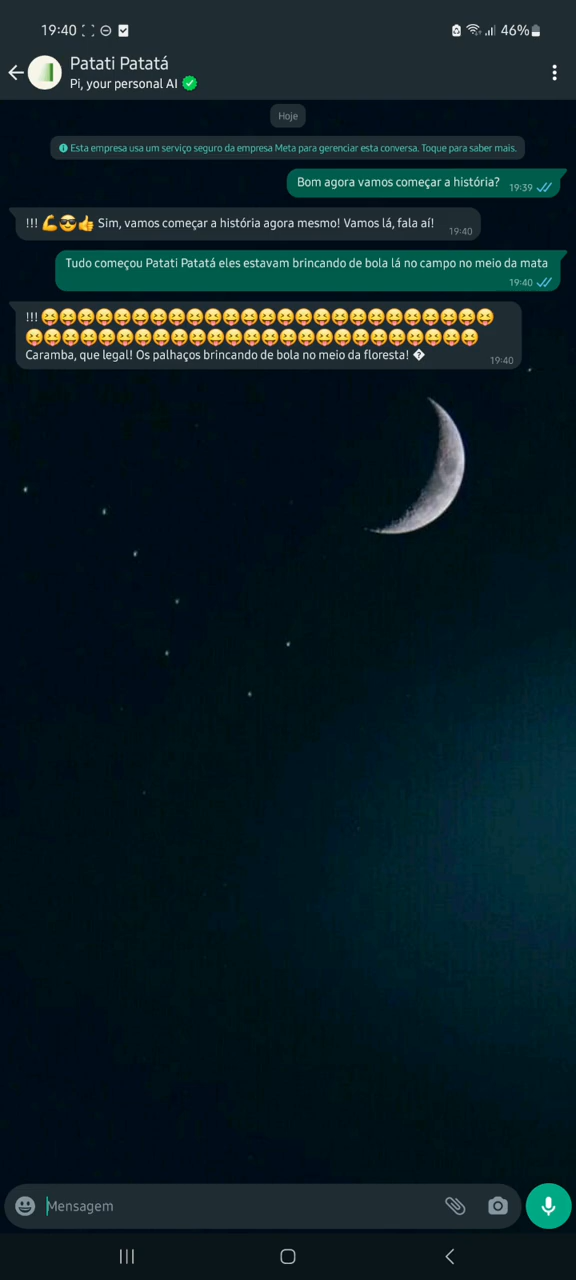 19:40
46%
Patati Patatá
Pi, your personal AI
Hoje
Esta empresa usa um serviço seguro da empresa Meta para gerenciar esta conversa. Toque para saber mais.
Bom agora vamos começar a história?
19:39
!!! 💪😎👍 Sim, vamos começar a história agora mesmo! Vamos lá, fala aí!
19:40
Tudo começou Patati Patatá eles estavam brincando de bola lá no campo no meio da mata
19:40
!!! 😝😝😝😝😝😝😝😝😝😝😝😝😝😝😝😝😝😝😝😝😝😝😝😝😝
😝😝😝😝😝😝😝😝😝😝😝😝😝😝😝😝😝😝😝😝😝😝😝😝😝
Caramba, que legal! Os palhaços brincando de bola no meio da floresta! �
19:40
Mensagem